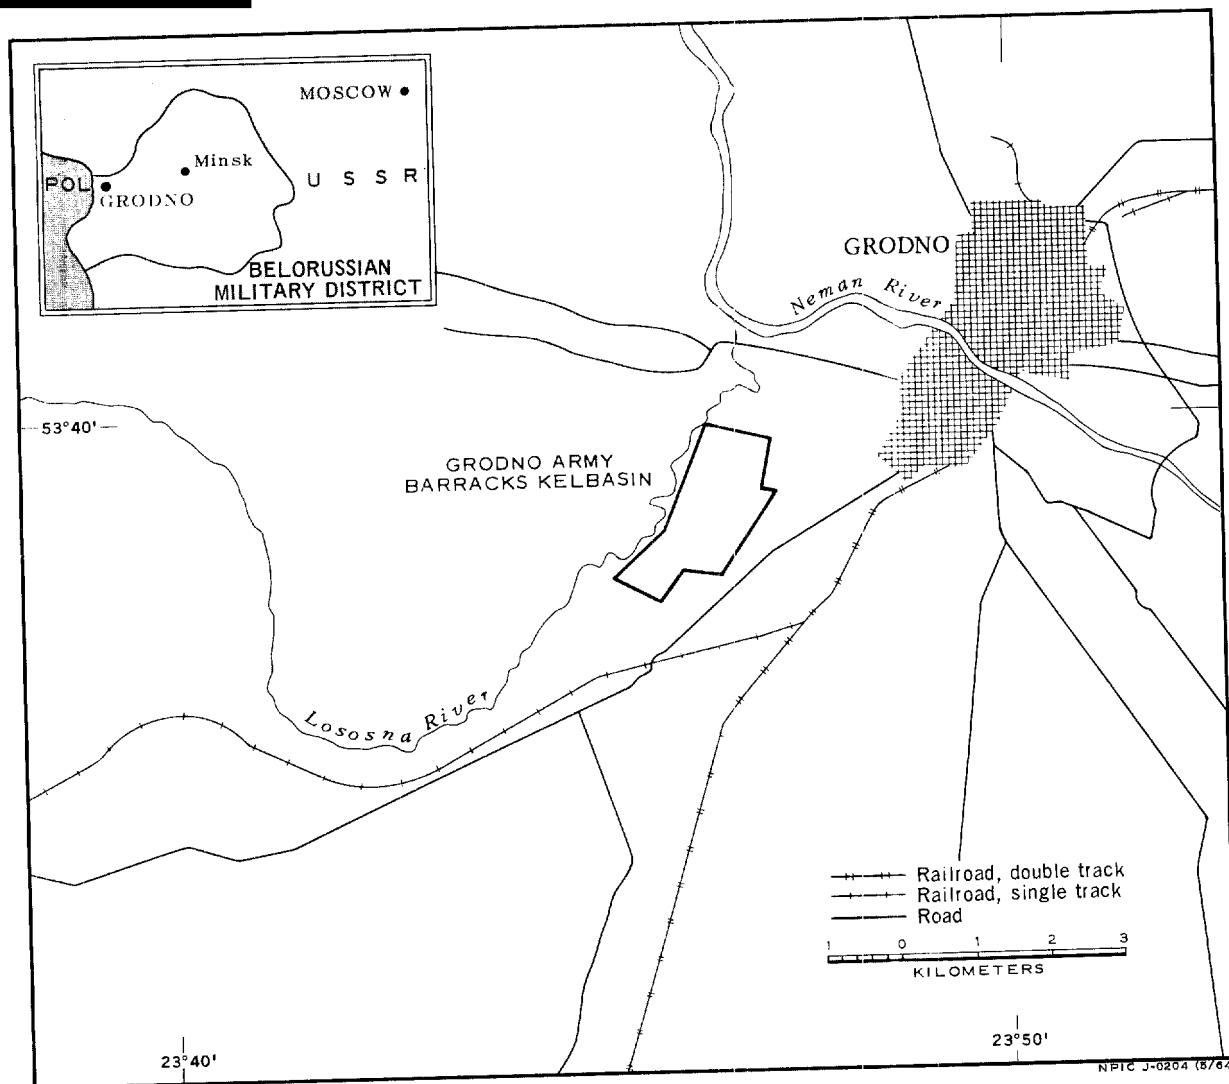 MOSCOW
Minsk
POL
U S S R
GRODNO
BELORUSSIAN
MILITARY DISTRICT
GRODNO
Neman River
53°40'
GRODNO ARMY
BARRACKS KELBASIN
Lososna River
Railroad, double track
Railroad, single track
Road
1 0 1 2 3
KILOMETERS
23°40'
23°50'
NPIC J-0204